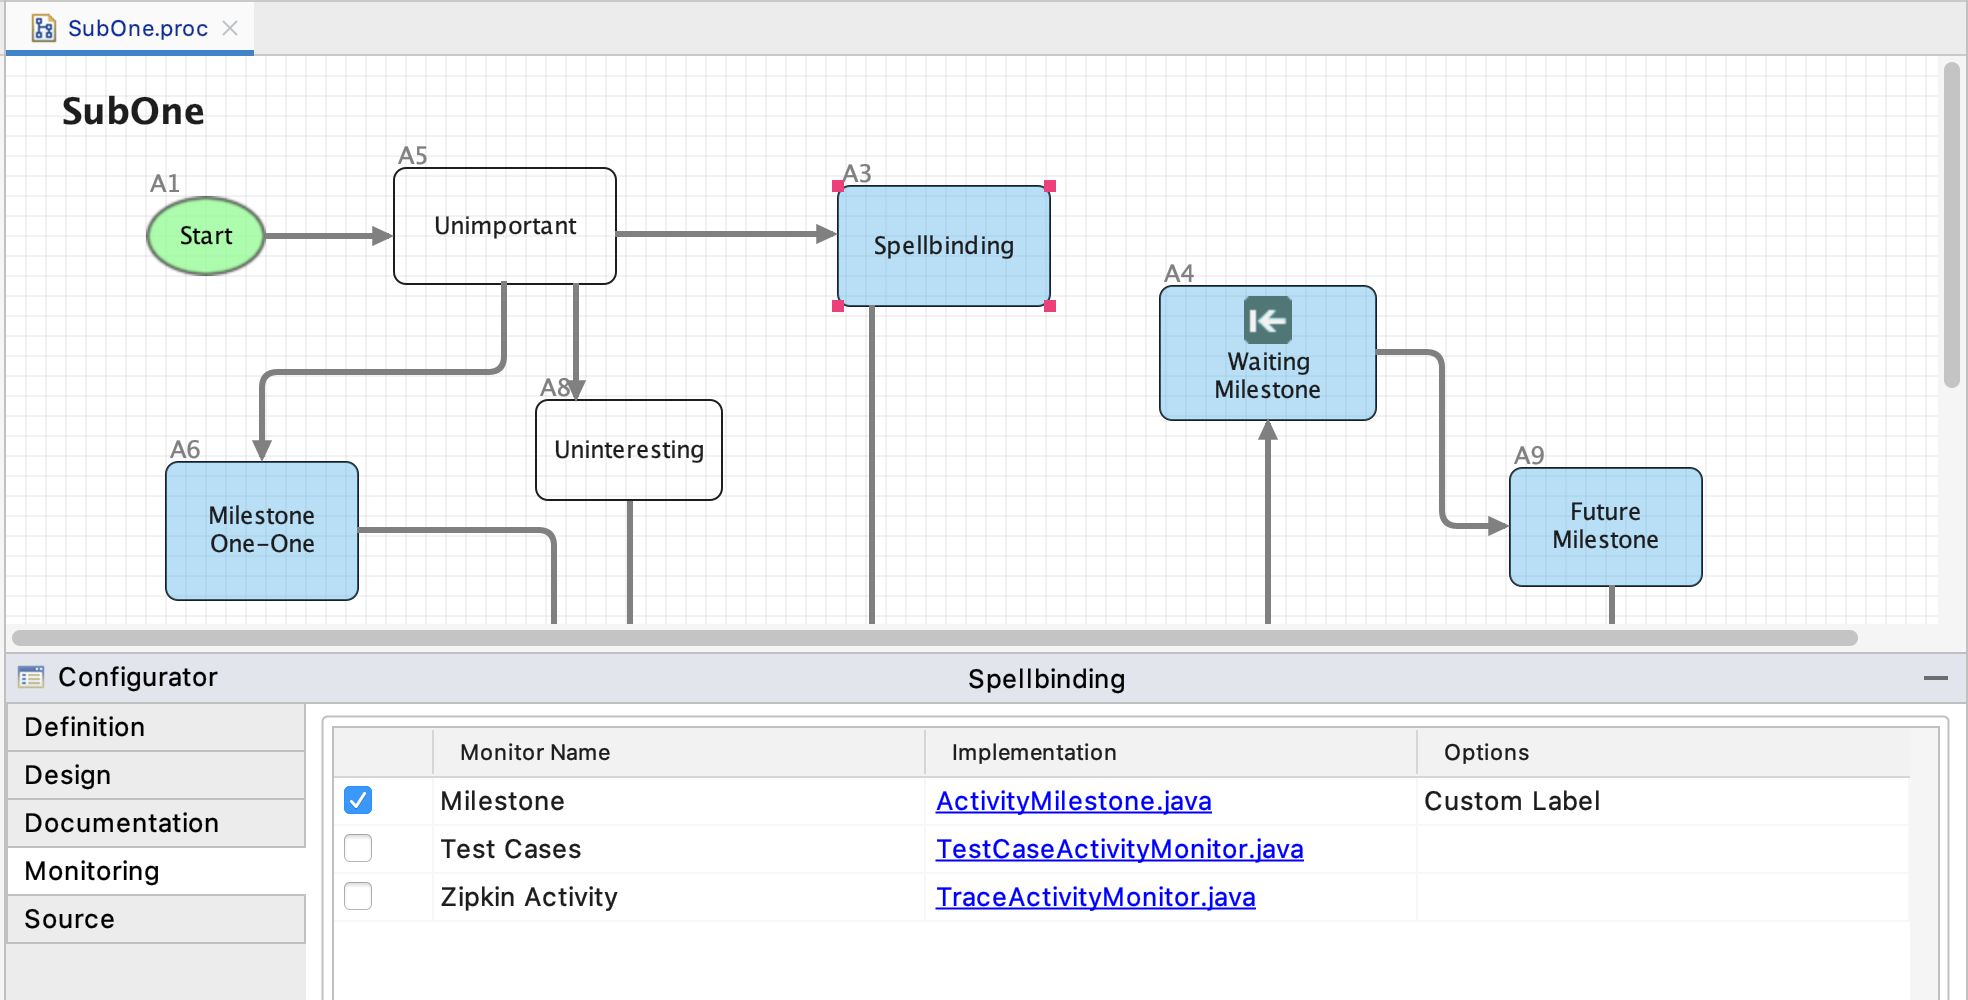 SubOne.proc
SubOne
A1
Start
A5
Unimportant
A3
Spellbinding
A4
Waiting
Milestone
A8
Uninteresting
A6
Milestone
One-One
A9
Future
Milestone
Configurator
Spellbinding
Definition
Design
Documentation
Monitoring
Source
Monitor Name Implementation Options
Milestone ActivityMilestone.java Custom Label
Test Cases TestCaseActivityMonitor.java
Zipkin Activity TraceActivityMonitor.java